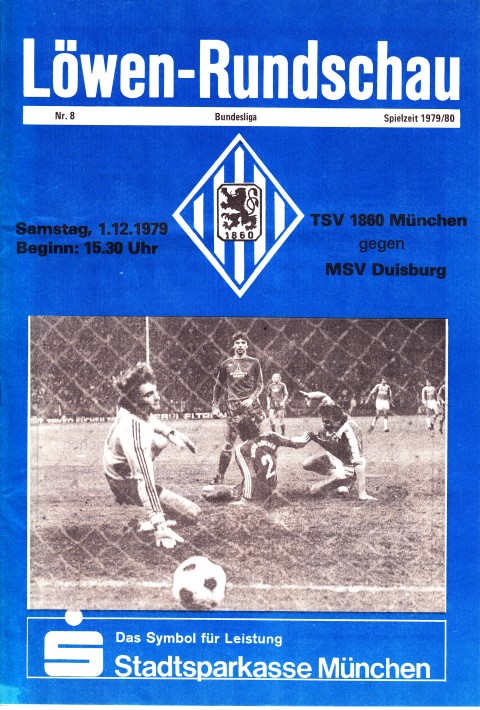 Löwen-Rundschau
Nr. 8 Bundesliga Spielzeit 1979/80
1860
Samstag, 1.12.1979
Beginn: 15.30 Uhr
TSV 1860 München
gegen
MSV Duisburg
2
Das Symbol für Leistung
Stadtsparkasse München